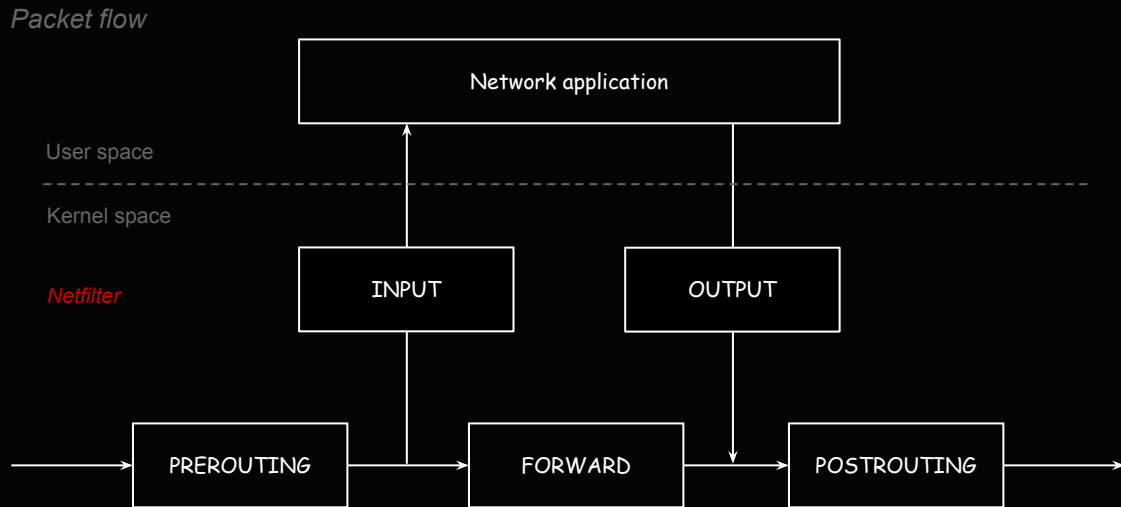 Packet flow
Network application
User space
Kernel space
Netfilter
INPUT
OUTPUT
PREROUTING
FORWARD
POSTROUTING